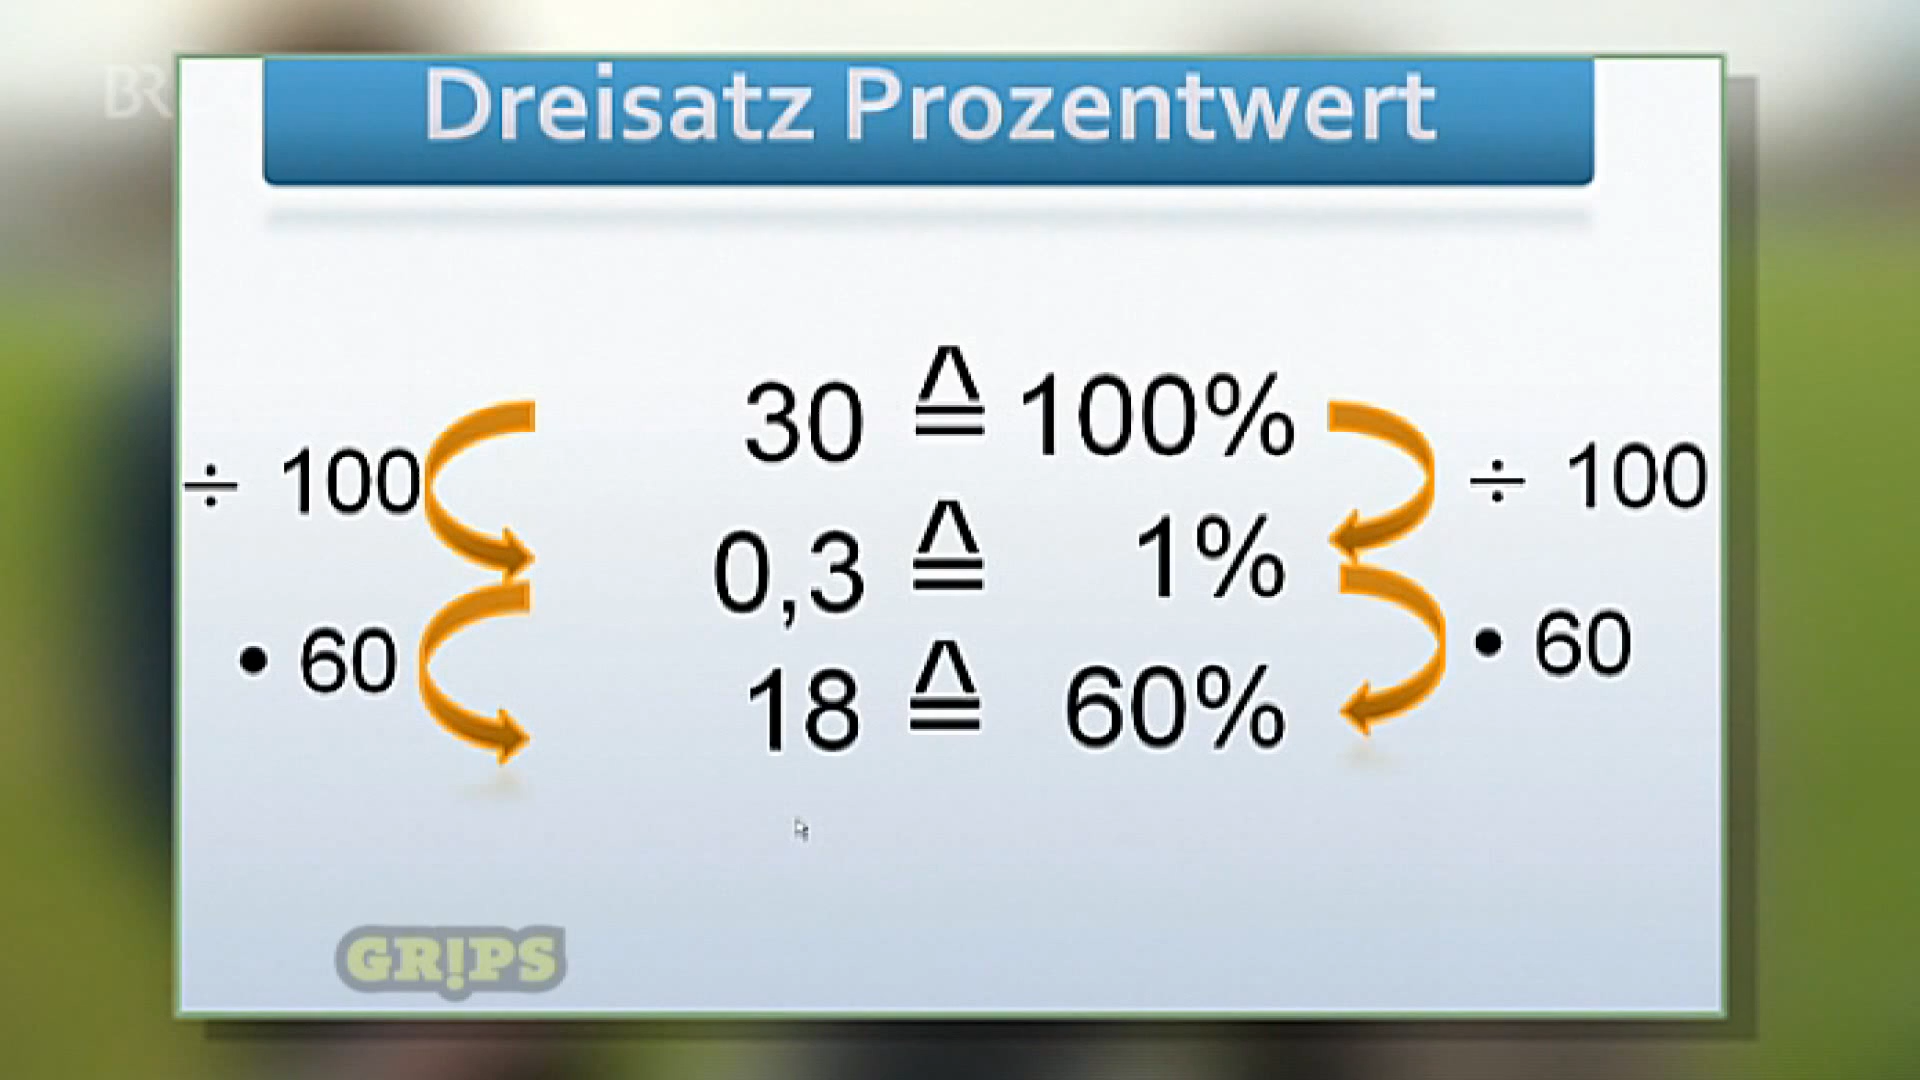 BR
Dreisatz Prozentwert
30 ≙ 100%
÷ 100
÷ 100
0,3 ≙ 1%
• 60
• 60
18 ≙ 60%
GR!PS